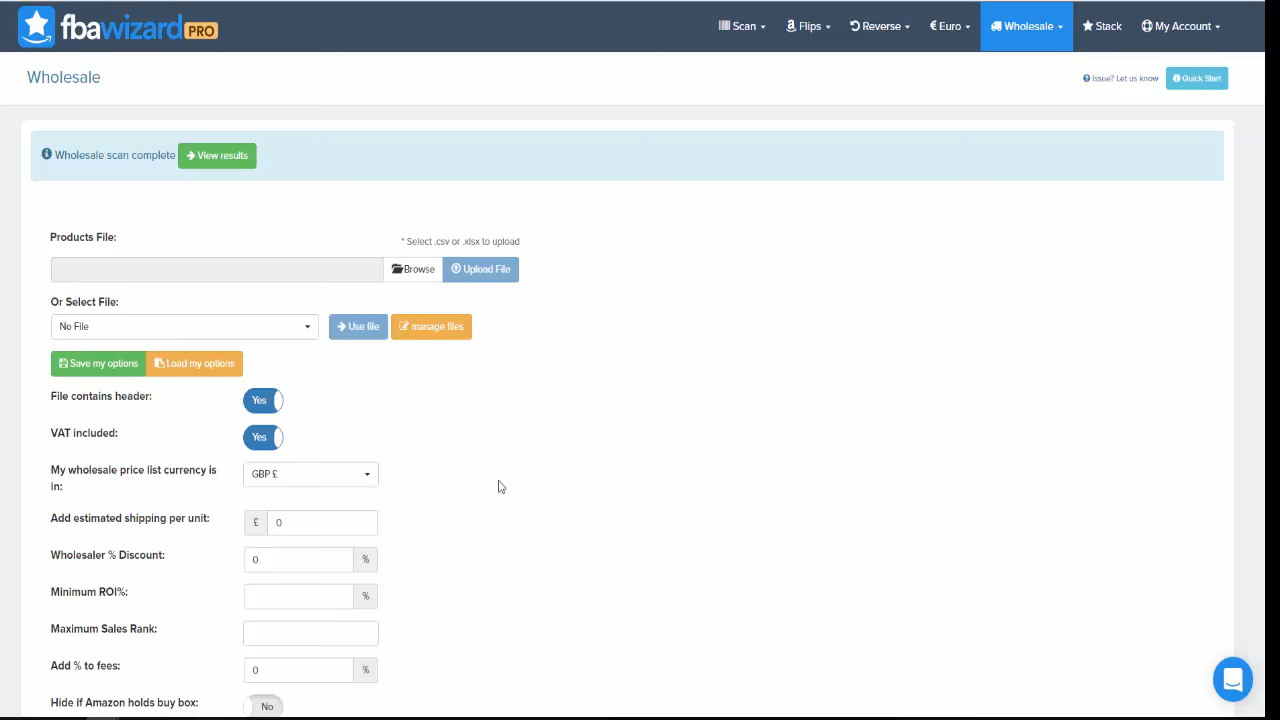 fbawizard PRO
Scan
Flips
Reverse
€ Euro
Wholesale
Stack
My Account
Wholesale
Issue? Let us know
Quick Start
Wholesale scan complete
View results
Products File:
* Select .csv or .xlsx to upload
Browse
Upload File
Or Select File:
No File
Use file
manage files
Save my options
Load my options
File contains header:
Yes
VAT included:
Yes
My wholesale price list currency is
in:
GBP £
Add estimated shipping per unit:
£
0
Wholesaler % Discount:
0
%
Minimum ROI%:
%
Maximum Sales Rank:
Add % to fees:
0
%
Hide if Amazon holds buy box:
No